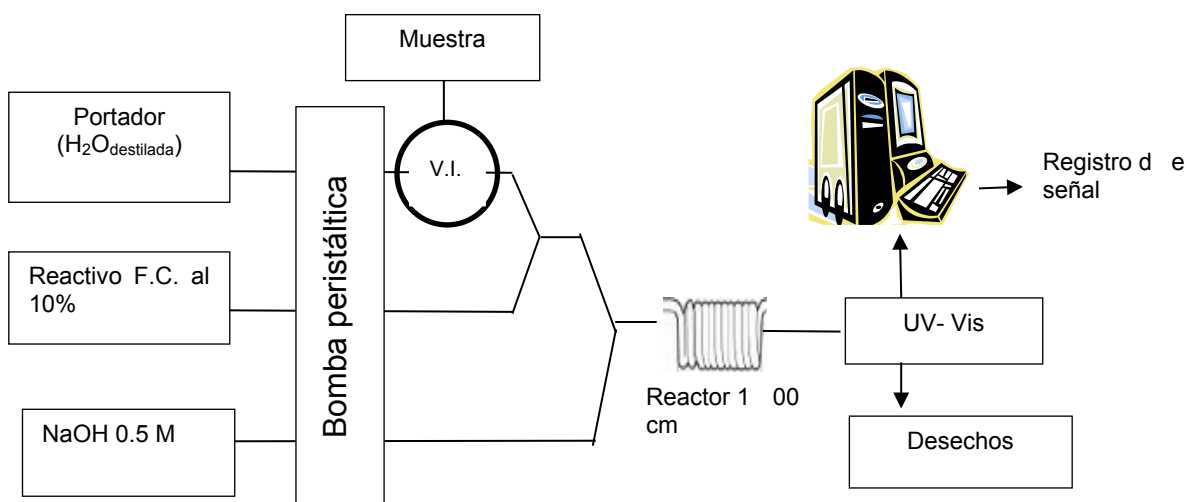 Muestra
Portador
(H₂Odestilada)
V.I.
Bomba peristáltica
Registro d e
señal
Reactivo F.C. al
10%
UV- Vis
Reactor 1 00
cm
NaOH 0.5 M
Desechos